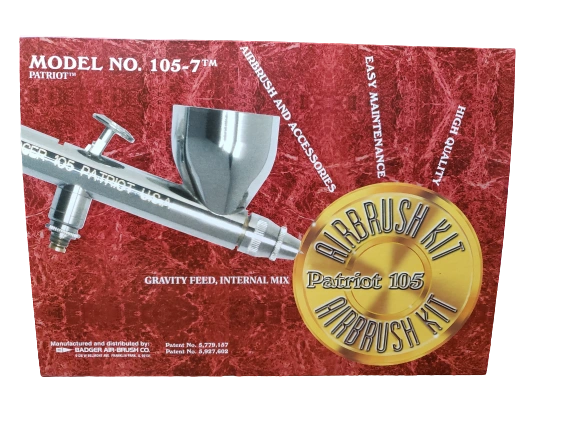 MODEL NO. 105-7™
PATRIOT™
AIRBRUSH AND ACCESSORIES
EASY MAINTENANCE
HIGH QUALITY
105 PATRIOT U.S.A
GRAVITY FEED, INTERNAL MIX
AIRBRUSH KIT
Patriot 105
AIRBRUSH KIT
Manufactured and distributed by:
BADGER AIR-BRUSH CO.
Patent No. 5,779,157
Patent No. 5,927,602